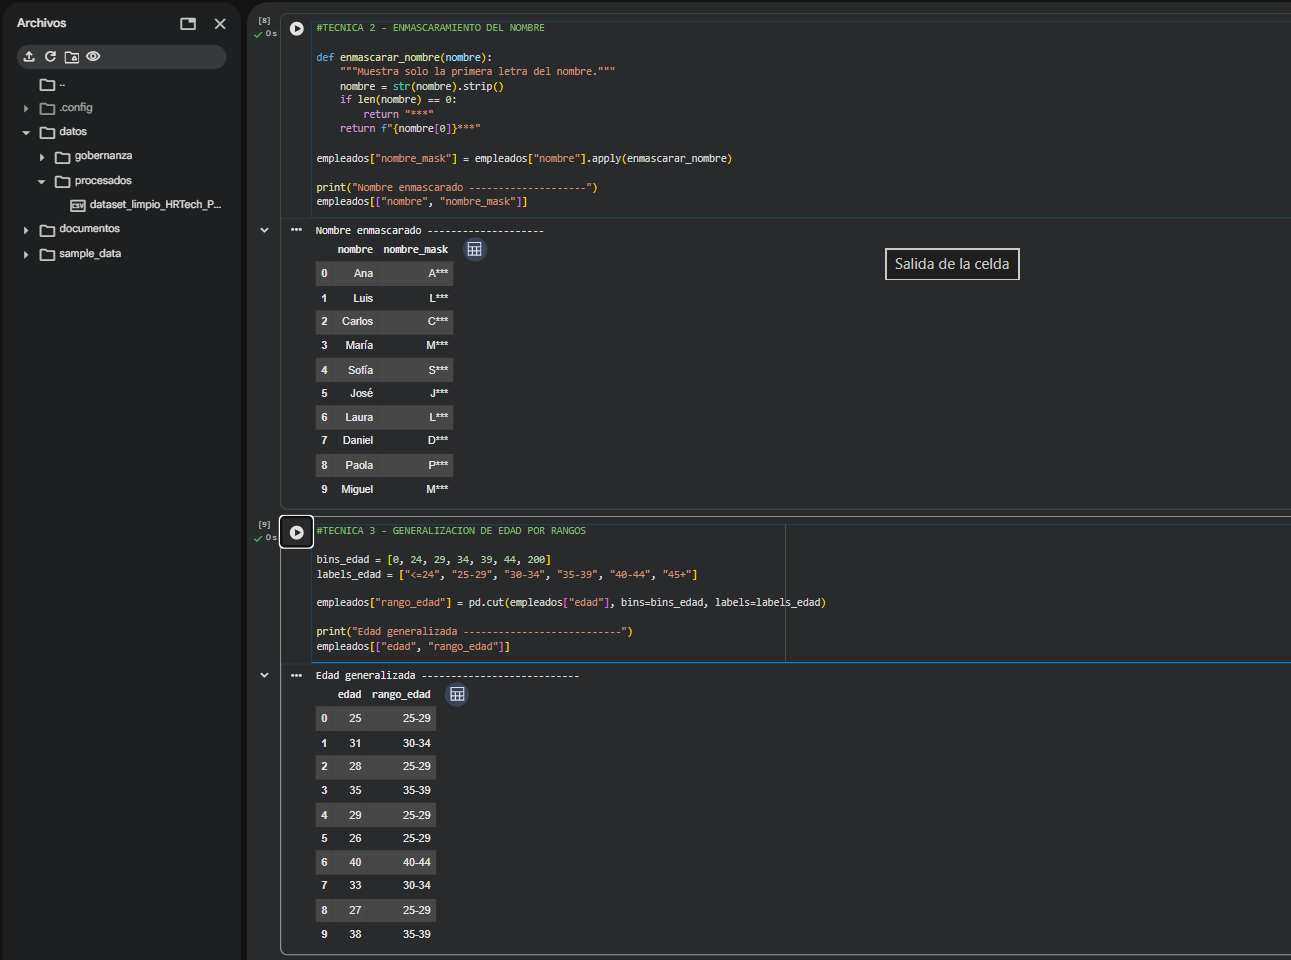 Archivos
..
.config
datos
gobernanza
procesados
dataset_limpio_HRTech_P...
documentos
sample_data
[8]
0 s
#TECNICA 2 - ENMASCARAMIENTO DEL NOMBRE
def enmascarar_nombre(nombre):
"""Muestra solo la primera letra del nombre."""
nombre = str(nombre).strip()
if len(nombre) == 0:
return "***"
return f"{nombre[0]}***"
empleados["nombre_mask"] = empleados["nombre"].apply(enmascarar_nombre)
print("Nombre enmascarado --------------------")
empleados[["nombre", "nombre_mask"]]
Nombre enmascarado --------------------
nombre nombre_mask
0 Ana A***
1 Luis L***
2 Carlos C***
3 María M***
4 Sofía S***
5 José J***
6 Laura L***
7 Daniel D***
8 Paola P***
9 Miguel M***
Salida de la celda
[9]
0 s
#TECNICA 3 - GENERALIZACION DE EDAD POR RANGOS
bins_edad = [0, 24, 29, 34, 39, 44, 200]
labels_edad = ["<=24", "25-29", "30-34", "35-39", "40-44", "45+"]
empleados["rango_edad"] = pd.cut(empleados["edad"], bins=bins_edad, labels=labels_edad)
print("Edad generalizada ---------------------------")
empleados[["edad", "rango_edad"]]
Edad generalizada ---------------------------
edad rango_edad
0 25 25-29
1 31 30-34
2 28 25-29
3 35 35-39
4 29 25-29
5 26 25-29
6 40 40-44
7 33 30-34
8 27 25-29
9 38 35-39